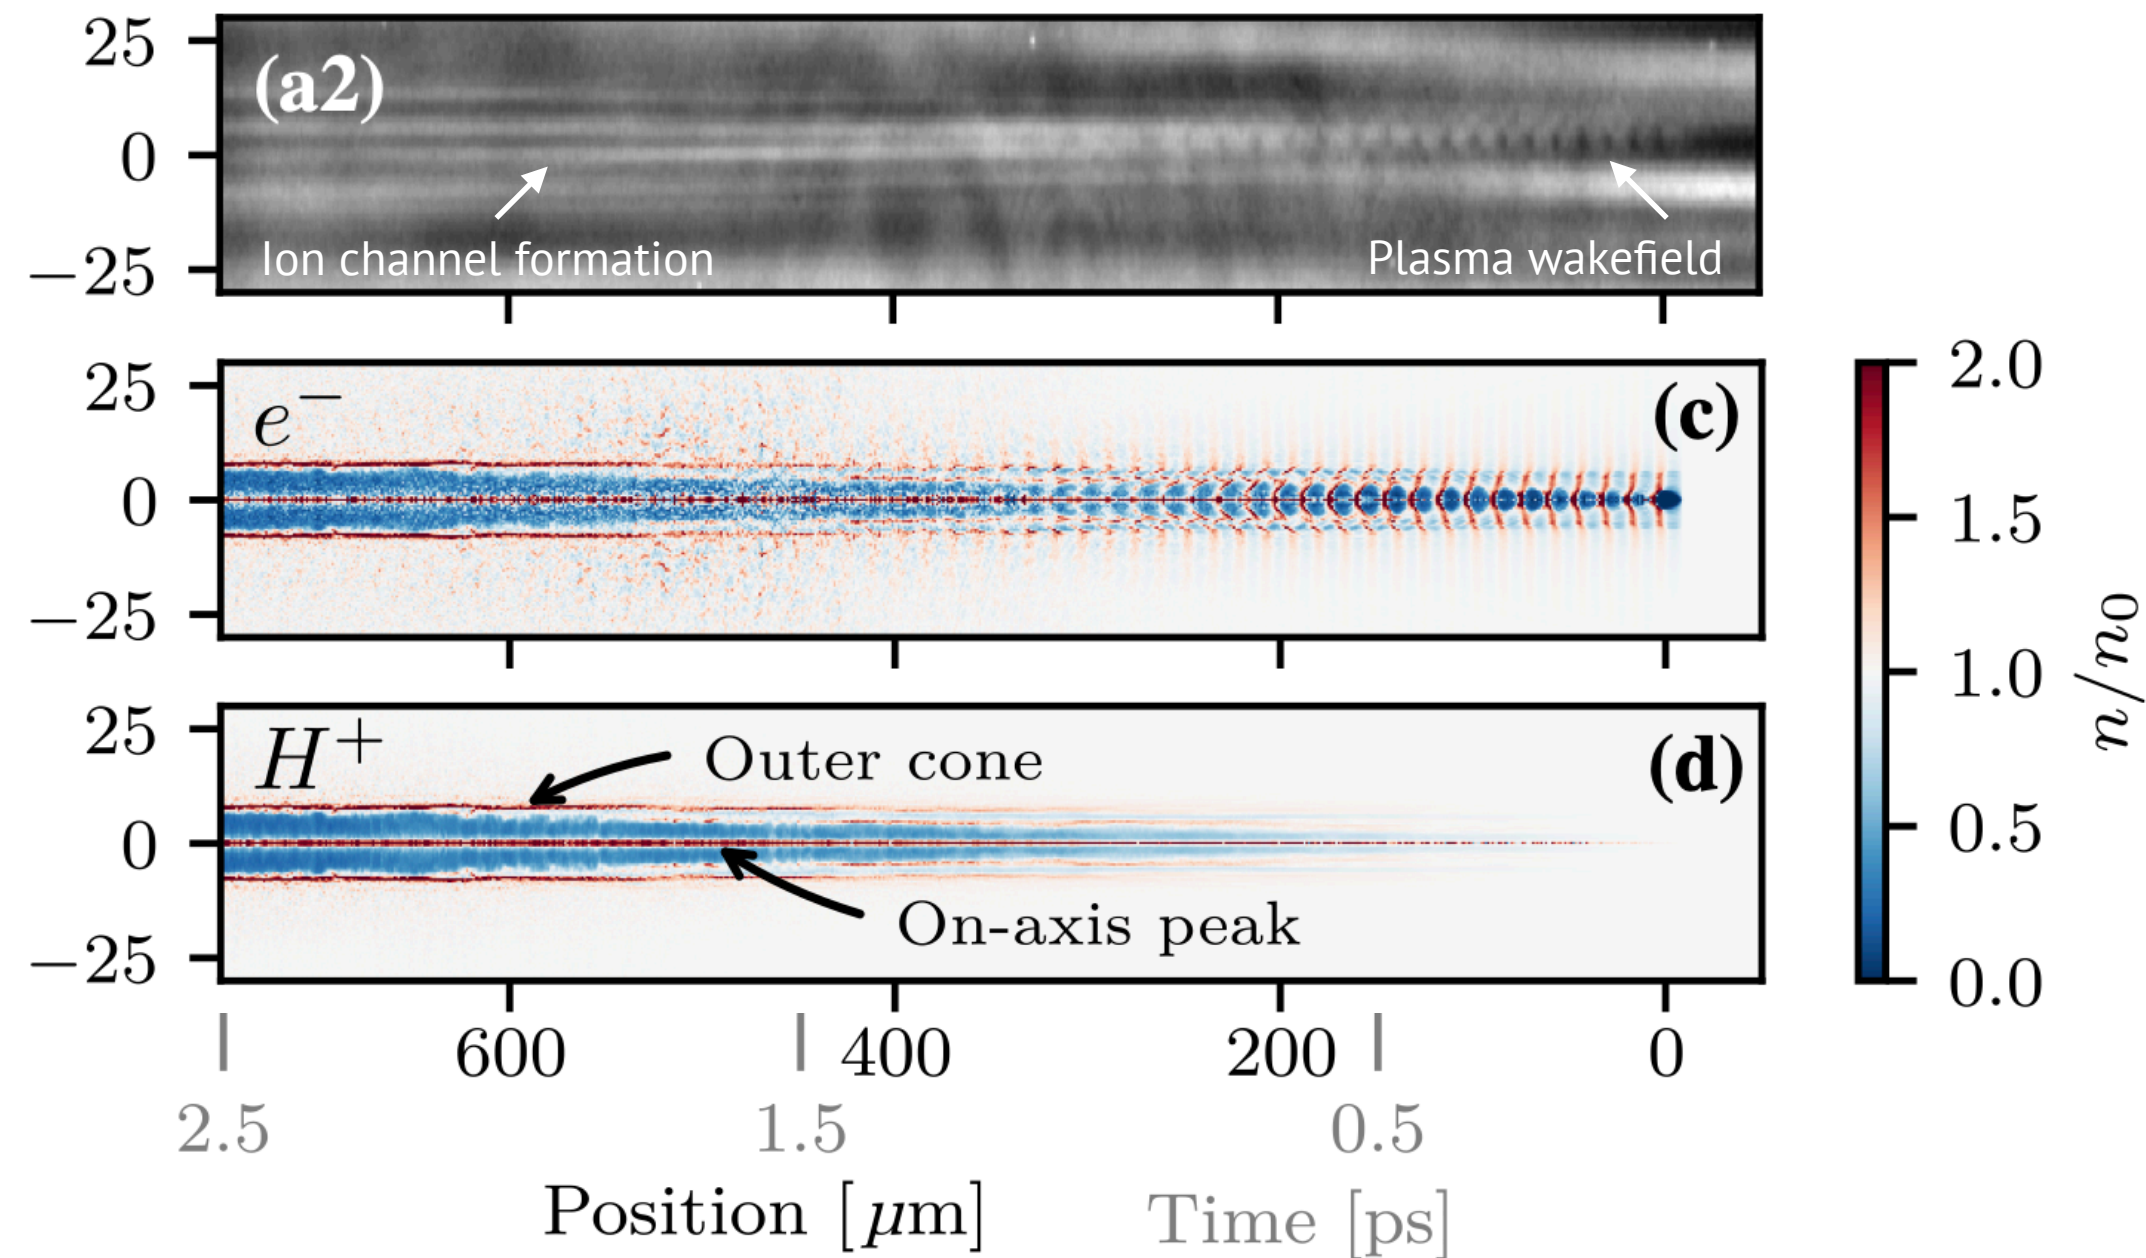 25
(a2)
0
Ion channel formation
Plasma wakefield
−25
25
e−
(c)
0
−25
2.0
1.5
1.0
0.5
0.0
n/n0
25
H+
Outer cone
(d)
0
On-axis peak
−25
600
400
200
0
2.5
1.5
0.5
Position [μm]
Time [ps]